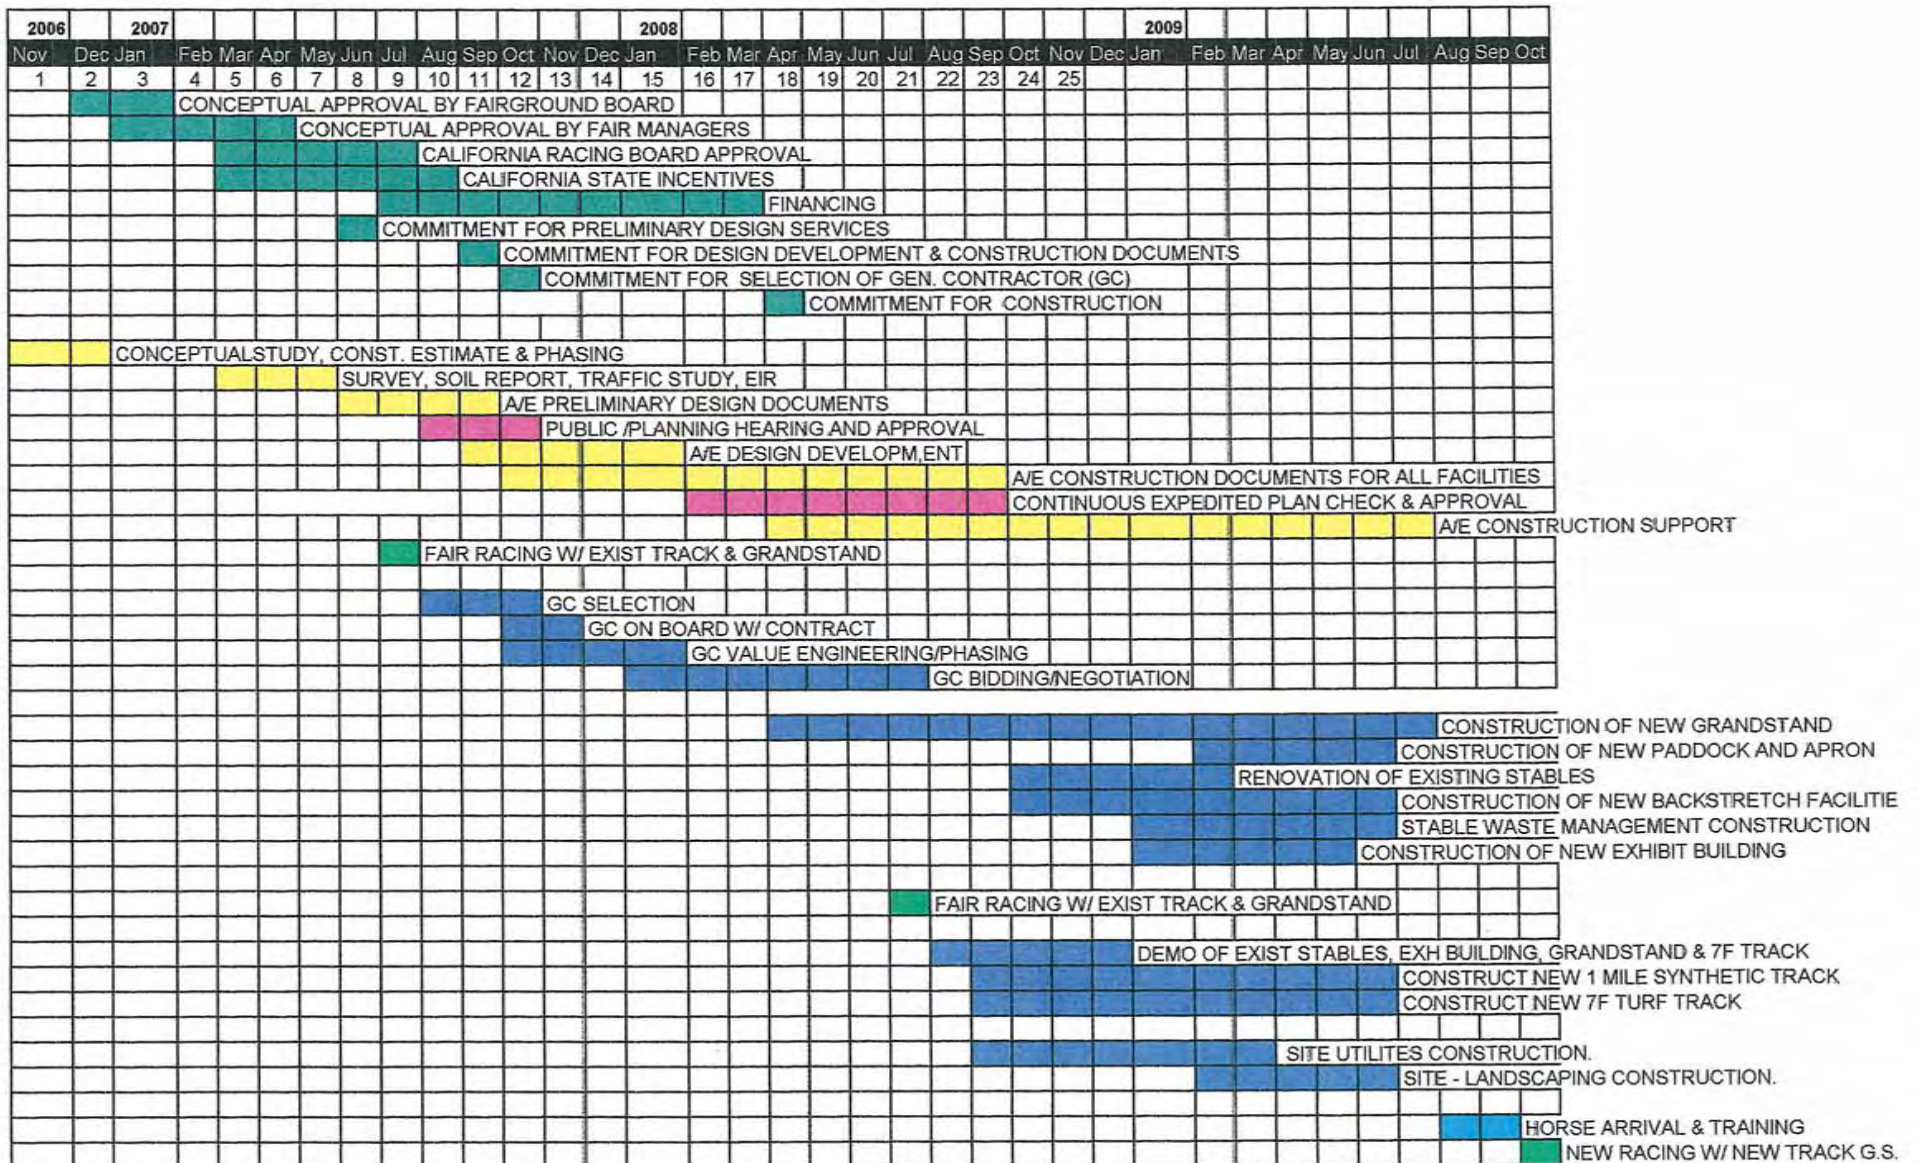 2006 2007 2008 2009
Nov Dec Jan Feb Mar Apr May Jun Jul Aug Sep Oct Nov Dec Jan Feb Mar Apr May Jun Jul Aug Sep Oct Nov Dec Jan Feb Mar Apr May Jun Jul Aug Sep Oct
1 2 3 4 5 6 7 8 9 10 11 12 13 14 15 16 17 18 19 20 21 22 23 24 25
CONCEPTUAL APPROVAL BY FAIRGROUND BOARD
CONCEPTUAL APPROVAL BY FAIR MANAGERS
CALIFORNIA RACING BOARD APPROVAL
CALIFORNIA STATE INCENTIVES
FINANCING
COMMITMENT FOR PRELIMINARY DESIGN SERVICES
COMMITMENT FOR DESIGN DEVELOPMENT & CONSTRUCTION DOCUMENTS
COMMITMENT FOR SELECTION OF GEN. CONTRACTOR (GC)
COMMITMENT FOR CONSTRUCTION
CONCEPTUALSTUDY, CONST. ESTIMATE & PHASING
SURVEY, SOIL REPORT, TRAFFIC STUDY, EIR
A/E PRELIMINARY DESIGN DOCUMENTS
PUBLIC /PLANNING HEARING AND APPROVAL
A/E DESIGN DEVELOPM,ENT
A/E CONSTRUCTION DOCUMENTS FOR ALL FACILITIES
CONTINUOUS EXPEDITED PLAN CHECK & APPROVAL
A/E CONSTRUCTION SUPPORT
FAIR RACING W/ EXIST TRACK & GRANDSTAND
GC SELECTION
GC ON BOARD W/ CONTRACT
GC VALUE ENGINEERING/PHASING
GC BIDDING/NEGOTIATION
CONSTRUCTION OF NEW GRANDSTAND
CONSTRUCTION OF NEW PADDOCK AND APRON
RENOVATION OF EXISTING STABLES
CONSTRUCTION OF NEW BACKSTRETCH FACILITIE
STABLE WASTE MANAGEMENT CONSTRUCTION
CONSTRUCTION OF NEW EXHIBIT BUILDING
FAIR RACING W/ EXIST TRACK & GRANDSTAND
DEMO OF EXIST STABLES, EXH BUILDING, GRANDSTAND & 7F TRACK
CONSTRUCT NEW 1 MILE SYNTHETIC TRACK
CONSTRUCT NEW 7F TURF TRACK
SITE UTILITES CONSTRUCTION.
SITE - LANDSCAPING CONSTRUCTION.
HORSE ARRIVAL & TRAINING
NEW RACING W/ NEW TRACK G.S.